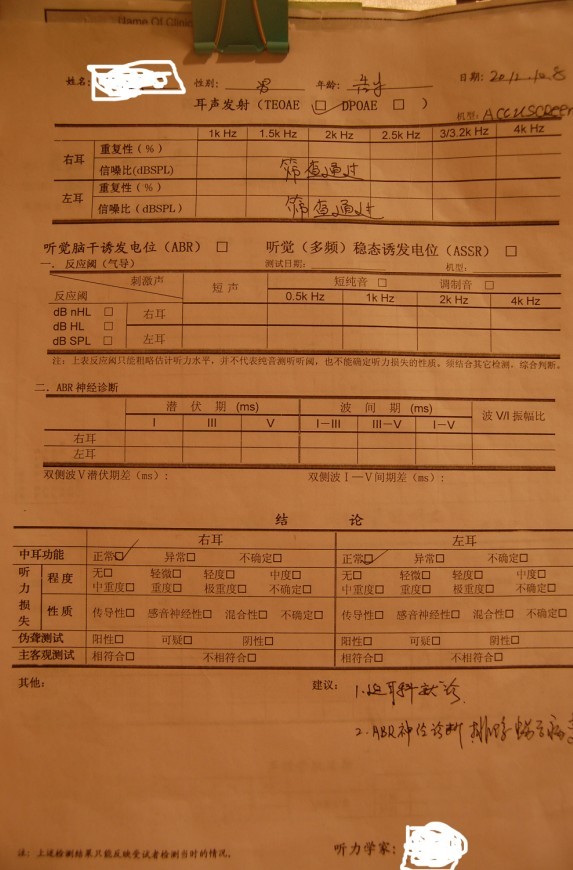 Name Of Clinic
姓名: 性别: 男 年龄: 日期: 2011.12.8
耳声发射（TEOAE ☑ DPOAE □ ） 机型: ACCUSCREEN
1k Hz 1.5k Hz 2k Hz 2.5k Hz 3/3.2k Hz 4k Hz
右耳 重复性（%）
信噪比(dBSPL) 筛查通过
左耳 重复性（%）
信噪比（dBSPL） 筛查通过
听觉脑干诱发电位（ABR） □ 听觉（多频）稳态诱发电位(ASSR) □
一．反应阈（气导） 测试日期: 机型:
刺激声 短声 短纯音 □ 调制音 □
反应阈 0.5k Hz 1k Hz 2k Hz 4k Hz
dB nHL □ 右耳
dB HL □
dB SPL □ 左耳
注：上表反应阈只能粗略估计听力水平，并不代表纯音测听听阈，也不能确定听力损失的性质。须结合其它检测，综合判断。
二．ABR 神经诊断
潜伏期 (ms) 波间期 (ms) 波 V/I 振幅比
I III V I－III III－V I－V
右耳
左耳
双侧波Ⅴ潜伏期差（ms）: 双侧波Ⅰ—Ⅴ间期差（ms）:
结 论
右耳 左耳
中耳功能 正常☑ 异常□ 不确定□ 正常☑ 异常□ 不确定□
听力损失 程度 无□ 轻微□ 轻度□ 中度□ 无□ 轻微□ 轻度□ 中度□
中重度□ 重度□ 极重度□ 不确定□ 中重度□ 重度□ 极重度□ 不确定□
性质 传导性□ 感音神经性□ 混合性□ 不确定□ 传导性□ 感音神经性□ 混合性□ 不确定□
伪聋测试 阳性□ 可疑□ 阴性□ 阳性□ 可疑□ 阴性□
主客观测试 相符合□ 不相符合□ 相符合□ 不相符合□
其他: 建议: 1. 耳科就诊
2. ABR神经诊断 排除
注: 上述检测结果只能反映受试者检测当时的情况。 听力学家: